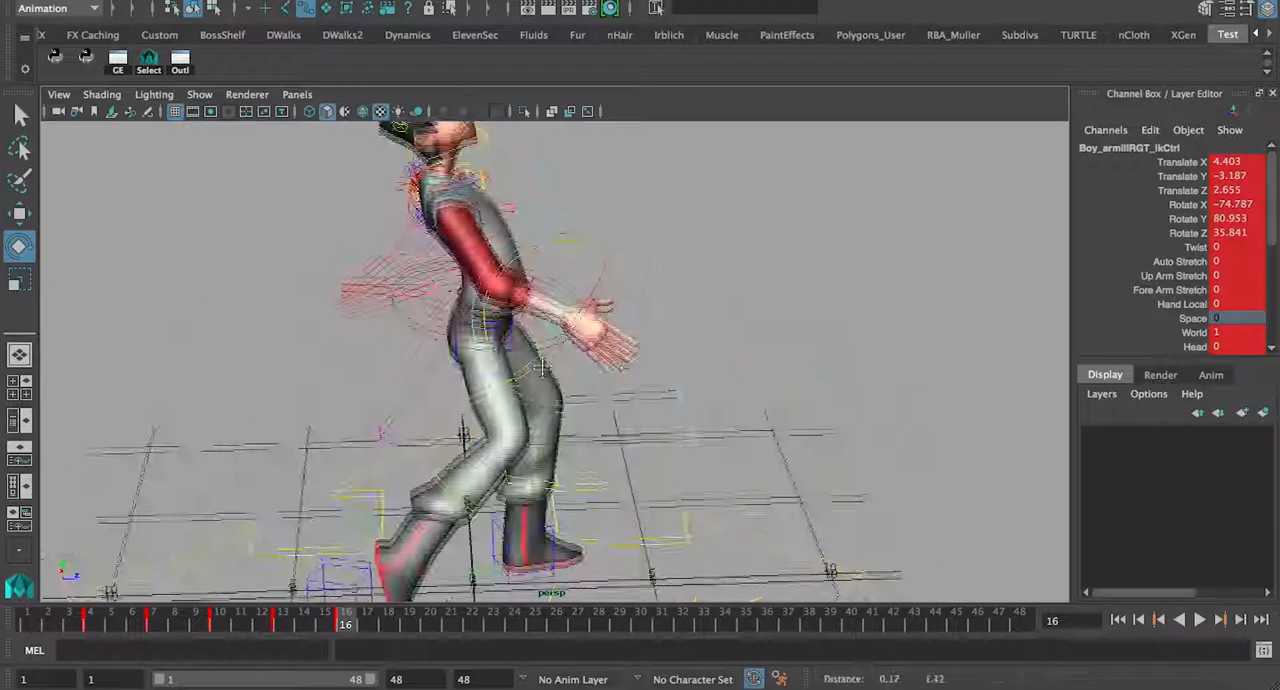 Animation
IPR
X FX Caching Custom BossShelf DWalks DWalks2 Dynamics ElevenSec Fluids Fur nHair Irblich Muscle PaintEffects Polygons_User RBA_Muller Subdivs TURTLE nCloth XGen Test
GE Select Outl
View Shading Lighting Show Renderer Panels
Channel Box / Layer Editor
Channels Edit Object Show
Translate X 4.403
Translate Y -3.187
Translate Z 2.655
Rotate X -74.787
Rotate Y 80.953
Rotate Z 35.841
Twist 0
Auto Stretch 0
Up Arm Stretch 0
Fore Arm Stretch 0
Hand Local 0
Space 0
World 1
Head 0
Display Render Anim
Layers Options Help
persp
1 2 3 4 6 7 8 9 10 11 12 13 14 15 16 17 18 19 20 21 22 23 24 25 26 27 28 29 30 31 32 33 34 35 36 37 38 39 40 41 42 43 44 45 46 47 48
16
16
MEL
1 1 1 48 48 48 No Anim Layer No Character Set Distance: 0.17 1.42